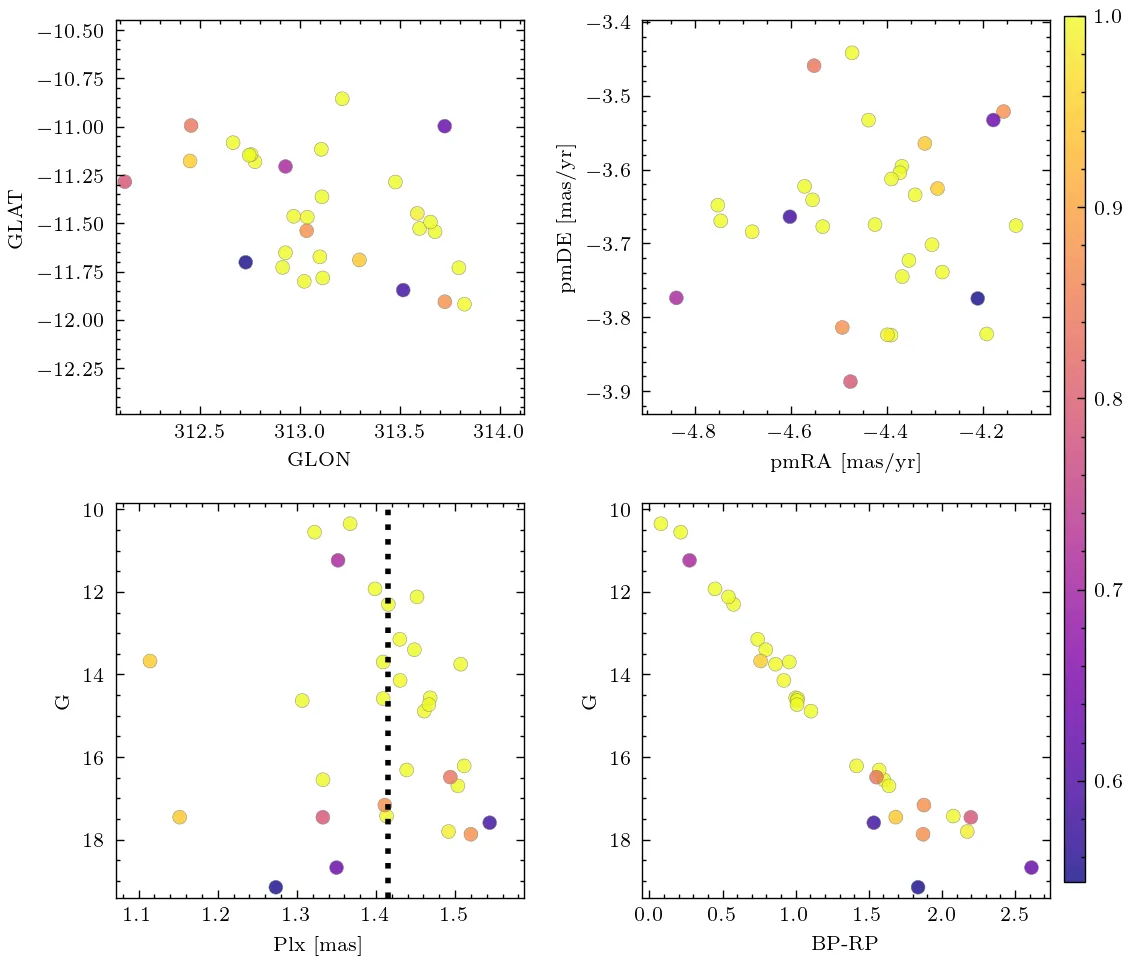 −10.50
−10.75
−11.00
−11.25
−11.50
−11.75
−12.00
−12.25
GLAT
312.5 313.0 313.5 314.0
GLON
−3.4
−3.5
−3.6
−3.7
−3.8
−3.9
pmDE [mas/yr]
−4.8 −4.6 −4.4 −4.2
pmRA [mas/yr]
10
12
14
16
18
G
1.1 1.2 1.3 1.4 1.5
Plx [mas]
10
12
14
16
18
G
0.0 0.5 1.0 1.5 2.0 2.5
BP-RP
1.0
0.9
0.8
0.7
0.6